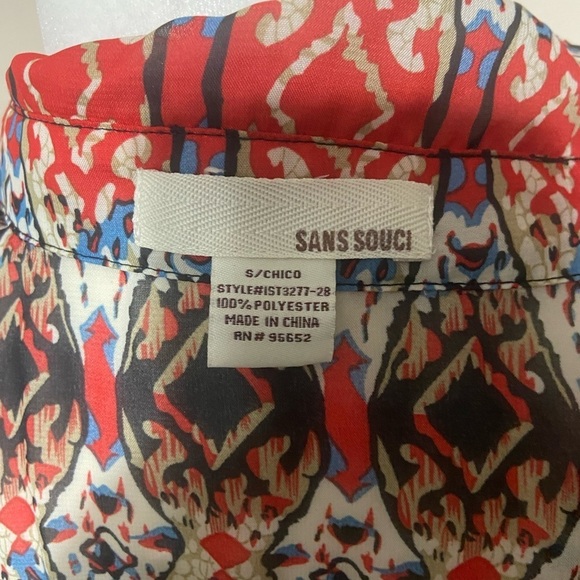 SANS SOUCI
S/CHICO
STYLE#IST3277-28
100% POLYESTER
MADE IN CHINA
RN# 95652